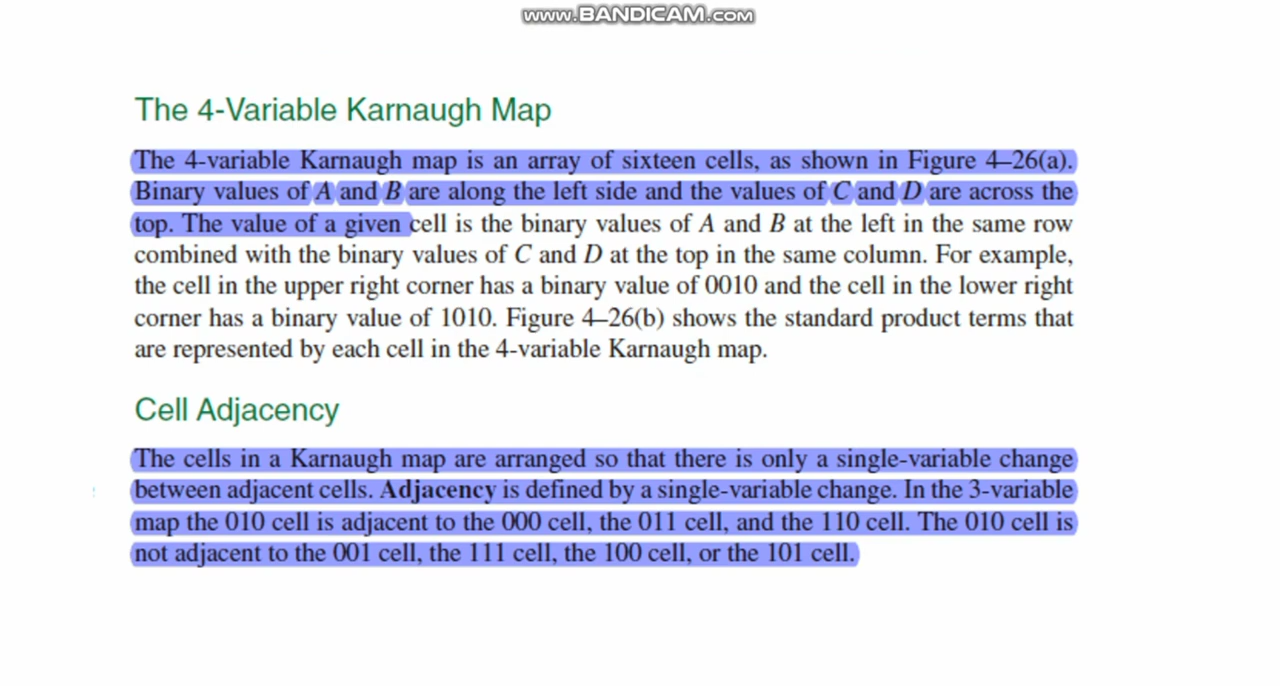 www.BANDICAM.com
The 4-Variable Karnaugh Map
The 4-variable Karnaugh map is an array of sixteen cells, as shown in Figure 4–26(a).
Binary values of A and B are along the left side and the values of C and D are across the
top. The value of a given cell is the binary values of A and B at the left in the same row
combined with the binary values of C and D at the top in the same column. For example,
the cell in the upper right corner has a binary value of 0010 and the cell in the lower right
corner has a binary value of 1010. Figure 4–26(b) shows the standard product terms that
are represented by each cell in the 4-variable Karnaugh map.
Cell Adjacency
The cells in a Karnaugh map are arranged so that there is only a single-variable change
between adjacent cells. Adjacency is defined by a single-variable change. In the 3-variable
map the 010 cell is adjacent to the 000 cell, the 011 cell, and the 110 cell. The 010 cell is
not adjacent to the 001 cell, the 111 cell, the 100 cell, or the 101 cell.